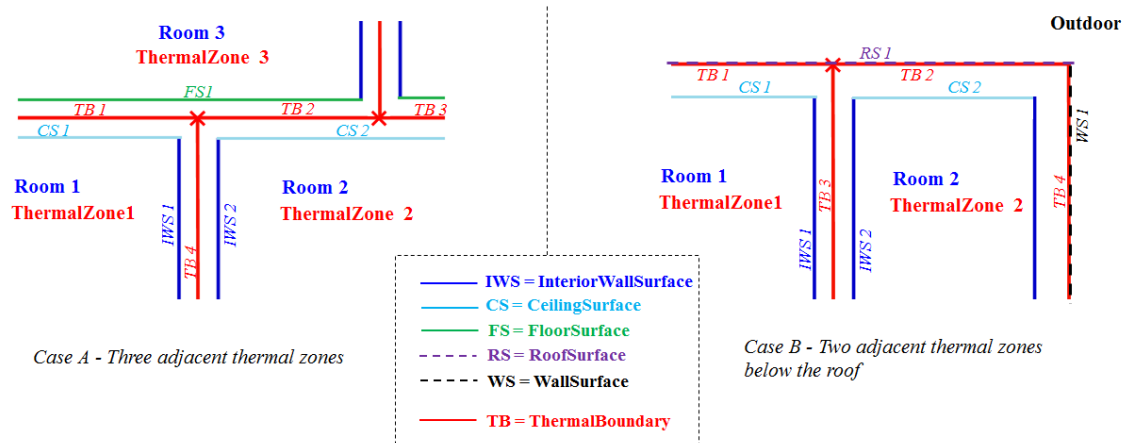 Room 3
ThermalZone 3
FS1
TB 1
TB 2
TB 3
CS 1
CS 2
Room 1
ThermalZone1
Room 2
ThermalZone 2
IWS 1
TB 4
IWS 2
Case A - Three adjacent thermal zones
Outdoor
RS 1
TB 1
TB 2
CS 1
CS 2
WS 1
Room 1
ThermalZone1
Room 2
ThermalZone 2
TB 3
TB 4
IWS 1
IWS 2
Case B - Two adjacent thermal zones
below the roof
IWS = InteriorWallSurface
CS = CeilingSurface
FS = FloorSurface
RS = RoofSurface
WS = WallSurface
TB = ThermalBoundary